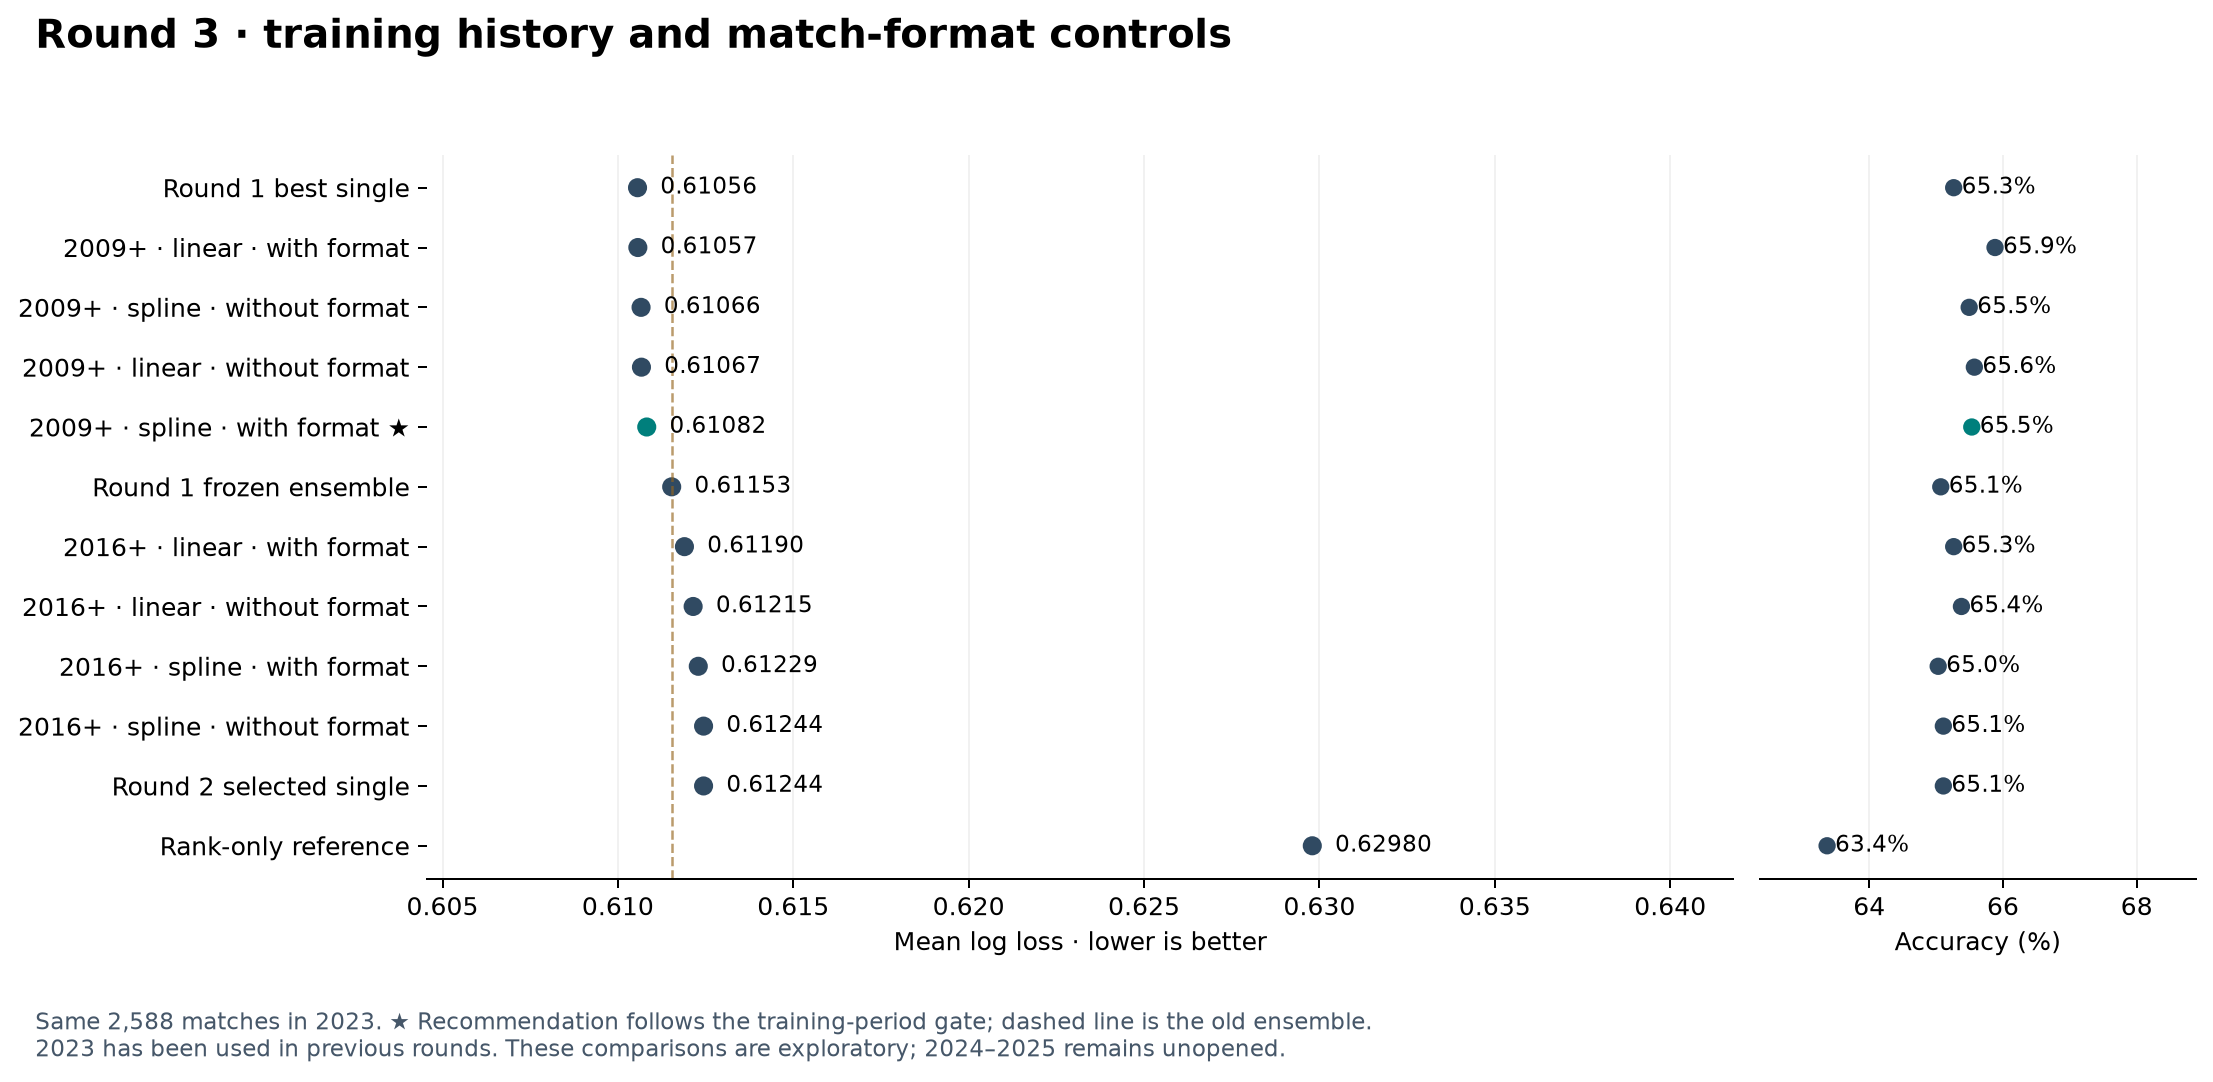 Round 3 · training history and match-format controls
Round 1 best single 0.61056 65.3%
2009+ · linear · with format 0.61057 65.9%
2009+ · spline · without format 0.61066 65.5%
2009+ · linear · without format 0.61067 65.6%
2009+ · spline · with format ★ 0.61082 65.5%
Round 1 frozen ensemble 0.61153 65.1%
2016+ · linear · with format 0.61190 65.3%
2016+ · linear · without format 0.61215 65.4%
2016+ · spline · with format 0.61229 65.0%
2016+ · spline · without format 0.61244 65.1%
Round 2 selected single 0.61244 65.1%
Rank-only reference 0.62980 63.4%
0.605 0.610 0.615 0.620 0.625 0.630 0.635 0.640 64 66 68
Mean log loss · lower is better Accuracy (%)
Same 2,588 matches in 2023. ★ Recommendation follows the training-period gate; dashed line is the old ensemble.
2023 has been used in previous rounds. These comparisons are exploratory; 2024–2025 remains unopened.